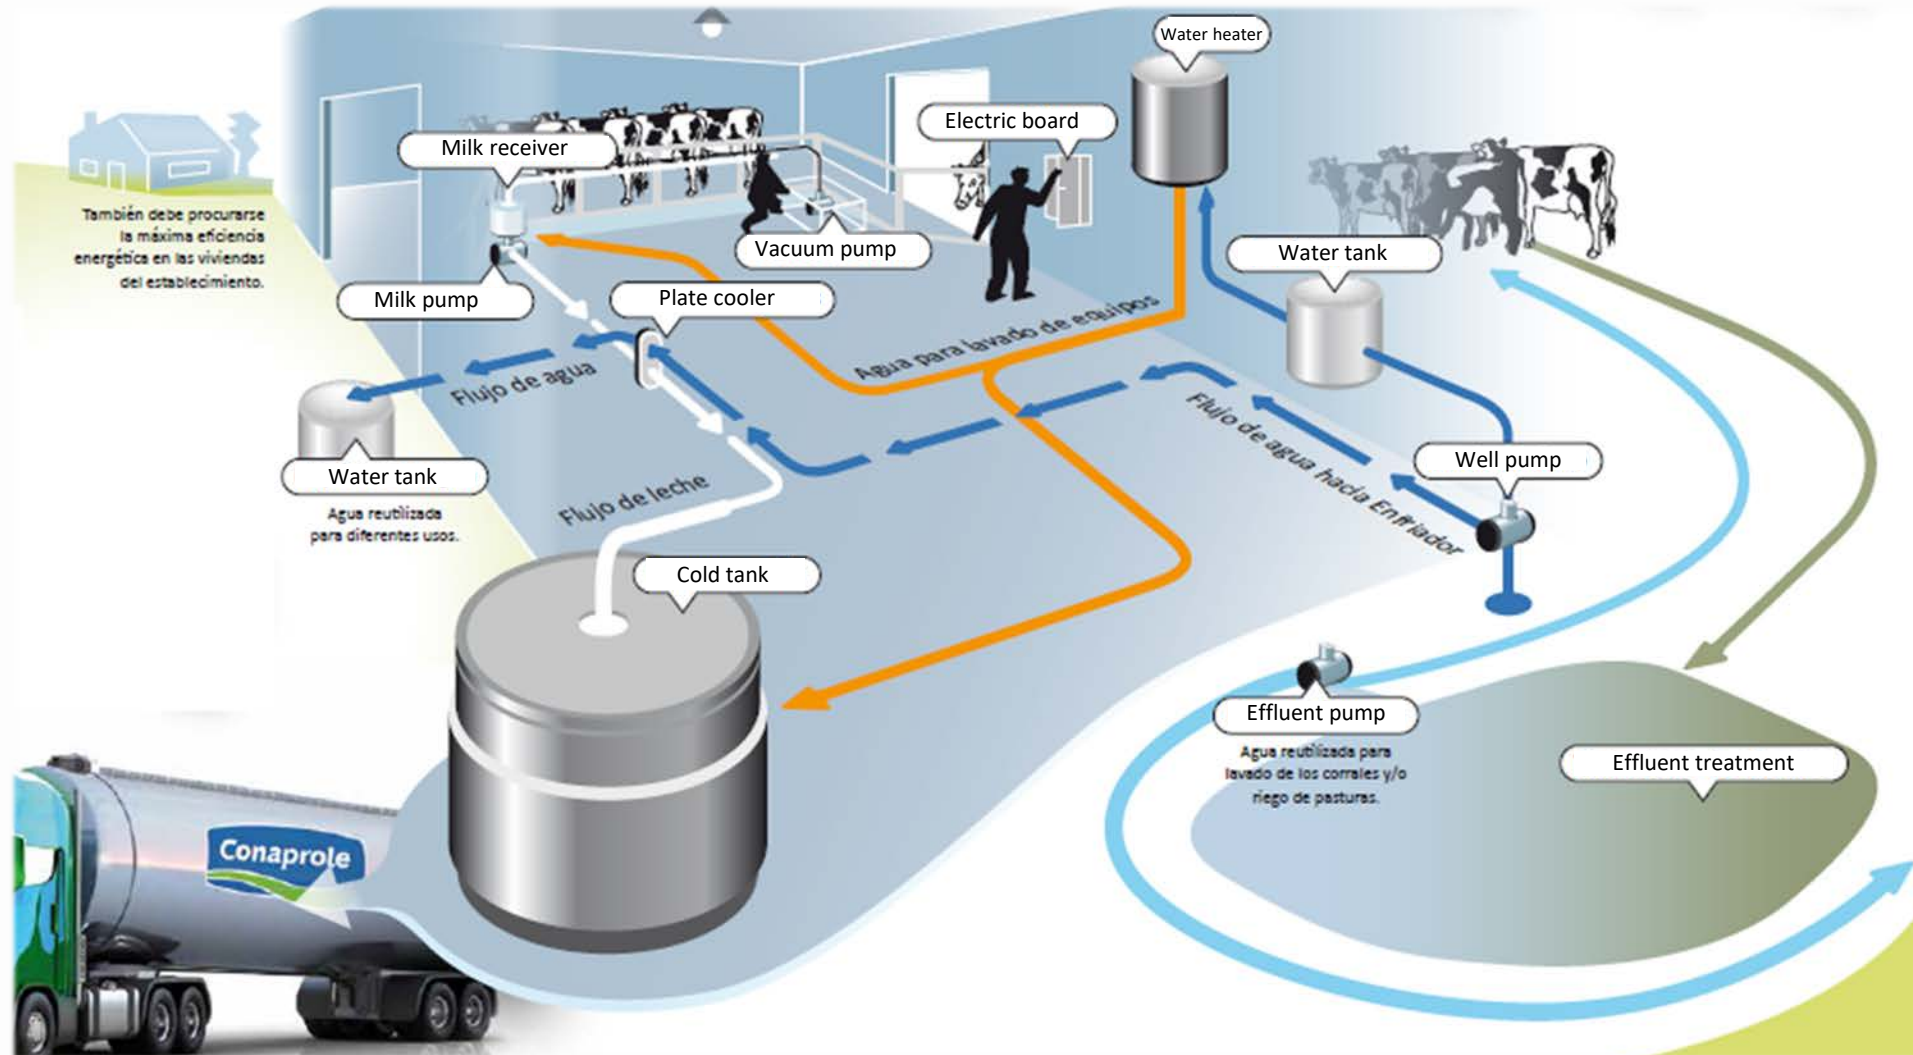 Water heater
Electric board
Milk receiver
También debe procurarse
la máxima eficiencia
energética en las viviendas
del establecimiento.
Vacuum pump
Water tank
Milk pump
Plate cooler
Agua para lavado de equipos
Flujo de agua
Flujo de agua hacia Enfriador
Well pump
Water tank
Agua reutilizada
para diferentes usos.
Flujo de leche
Cold tank
Effluent pump
Agua reutilizada para
lavado de los corrales y/o
riego de pasturas.
Effluent treatment
Conaprole